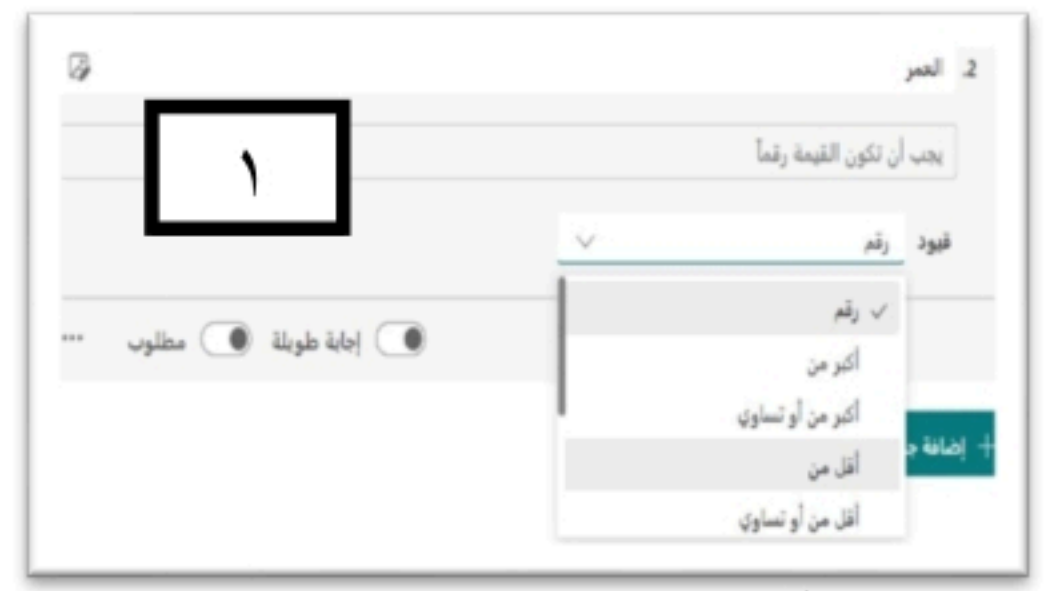 2. العمر
يجب أن تكون القيمة رقماً
١
قيود رقم
رقم
أكبر من
أكبر من أو تساوي
أقل من
أقل من أو تساوي
إجابة طويلة مطلوب ...
+ إضافة ج